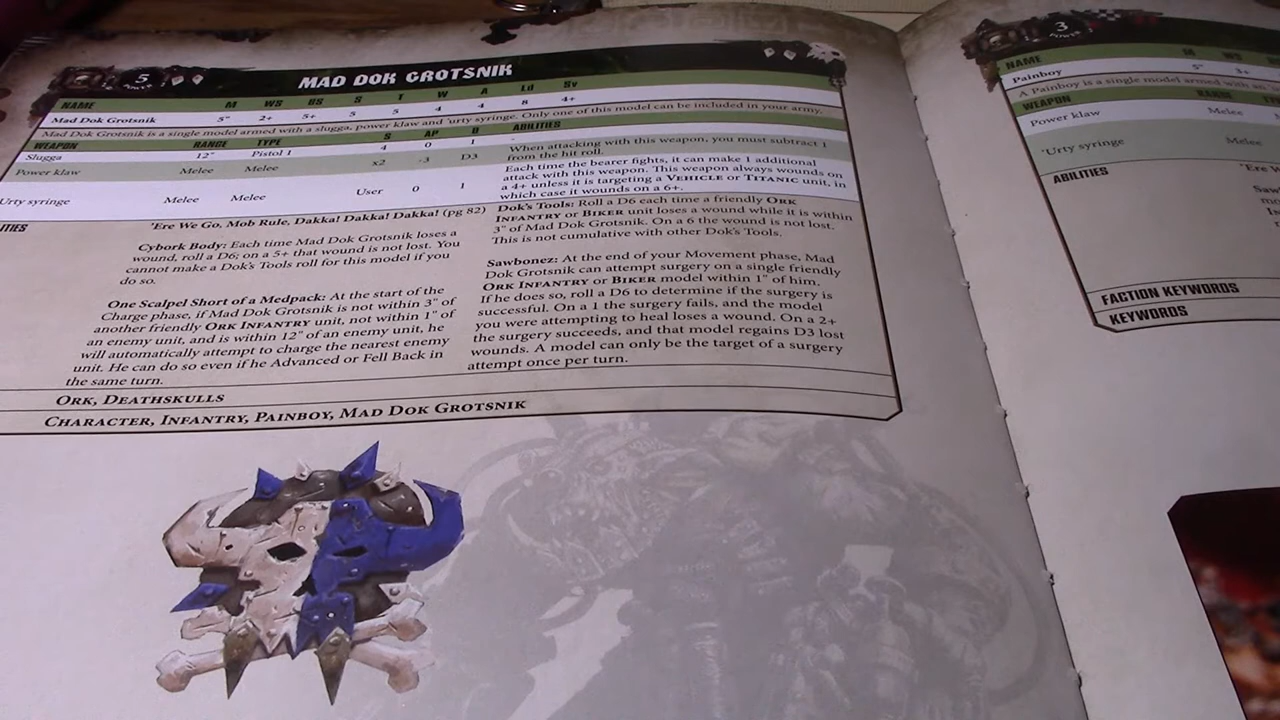 5
POWER
MAD DOK GROTSNIK
NAME M WS BS S T W A Ld Sv
Mad Dok Grotsnik 5" 2+ 5+ 5 5 4 4 8 4+
Mad Dok Grotsnik is a single model armed with a slugga, power klaw and 'urty syringe. Only one of this model can be included in your army.
WEAPON RANGE TYPE S AP D ABILITIES
Slugga 12" Pistol 1 4 0 1 -
Power klaw Melee Melee x2 -3 D3 When attacking with this weapon, you must subtract 1
from the hit roll.
Urty syringe Melee Melee User 0 1 Each time the bearer fights, it can make 1 additional
attack with this weapon. This weapon always wounds on
a 4+ unless it is targeting a VEHICLE or TITANIC unit, in
which case it wounds on a 6+.
ITIES
'Ere We Go, Mob Rule, Dakka! Dakka! Dakka! (pg 82)
Cybork Body: Each time Mad Dok Grotsnik loses a
wound, roll a D6; on a 5+ that wound is not lost. You
cannot make a Dok's Tools roll for this model if you
do so.
One Scalpel Short of a Medpack: At the start of the
Charge phase, if Mad Dok Grotsnik is not within 3" of
another friendly ORK INFANTRY unit, not within 1" of
an enemy unit, and is within 12" of an enemy unit, he
will automatically attempt to charge the nearest enemy
unit. He can do so even if he Advanced or Fell Back in
the same turn.
Dok's Tools: Roll a D6 each time a friendly ORK
INFANTRY or BIKER unit loses a wound while it is within
3" of Mad Dok Grotsnik. On a 6 the wound is not lost.
This is not cumulative with other Dok's Tools.
Sawbonez: At the end of your Movement phase, Mad
Dok Grotsnik can attempt surgery on a single friendly
ORK INFANTRY or BIKER model within 1" of him.
If he does so, roll a D6 to determine if the surgery is
successful. On a 1 the surgery fails, and the model
you were attempting to heal loses a wound. On a 2+
the surgery succeeds, and that model regains D3 lost
wounds. A model can only be the target of a surgery
attempt once per turn.
ORK, DEATHSKULLS
CHARACTER, INFANTRY, PAINBOY, MAD DOK GROTSNIK
3
POWER
NAME M WS
Painboy 5" 3+
A Painboy is a single model armed with
WEAPON RANGE
Power klaw Melee
'Urty syringe Melee
ABILITIES
'Ere W
Saw
FACTION KEYWORDS
KEYWORDS